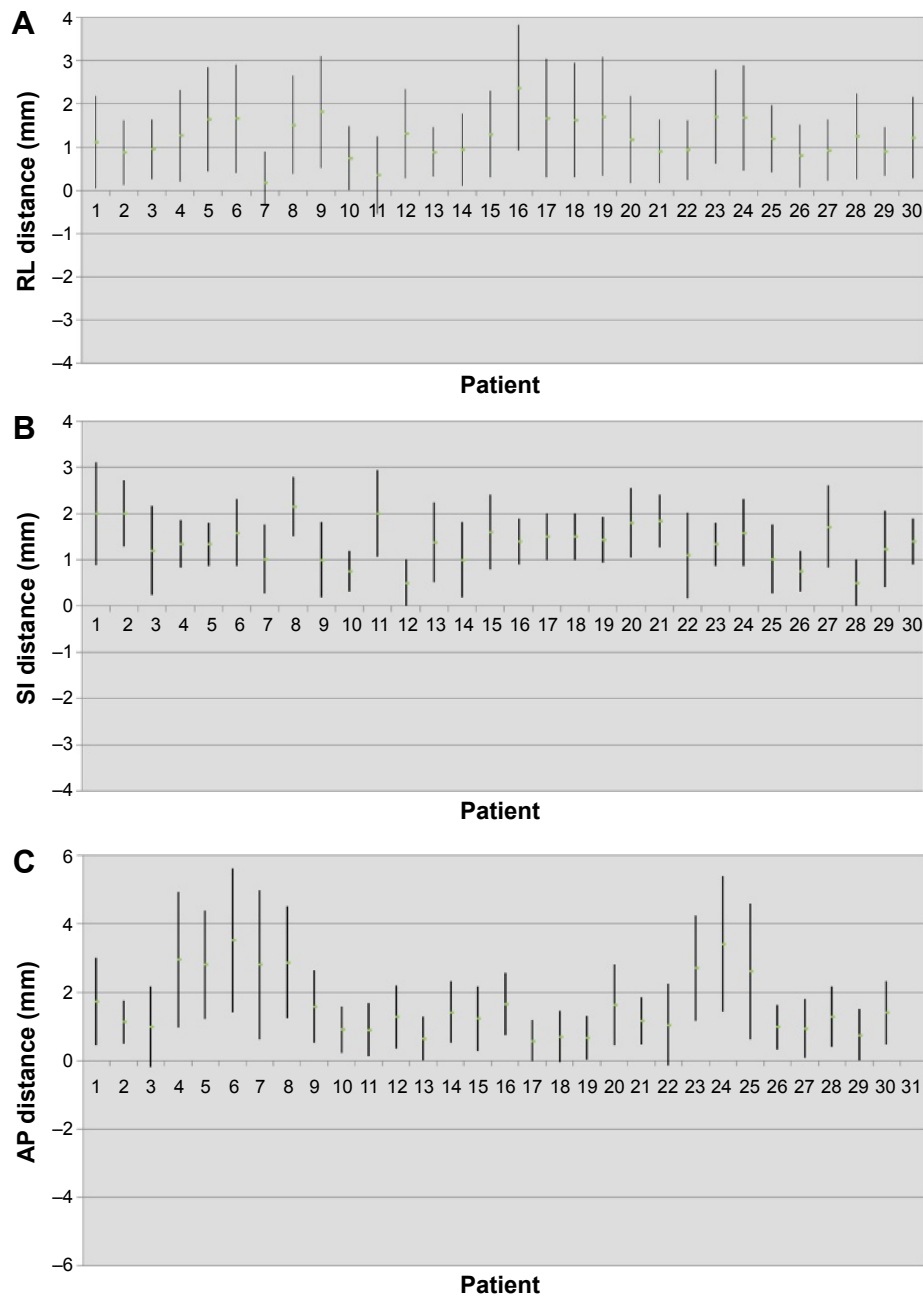 A
RL distance (mm)
4
3
2
1
0
–1
–2
–3
–4
1 2 3 4 5 6 7 8 9 10 11 12 13 14 15 16 17 18 19 20 21 22 23 24 25 26 27 28 29 30
Patient
B
SI distance (mm)
4
3
2
1
0
–1
–2
–3
–4
1 2 3 4 5 6 7 8 9 10 11 12 13 14 15 16 17 18 19 20 21 22 23 24 25 26 27 28 29 30
Patient
C
AP distance (mm)
6
4
2
0
–2
–4
–6
1 2 3 4 5 6 7 8 9 10 11 12 13 14 15 16 17 18 19 20 21 22 23 24 25 26 27 28 29 30 31
Patient